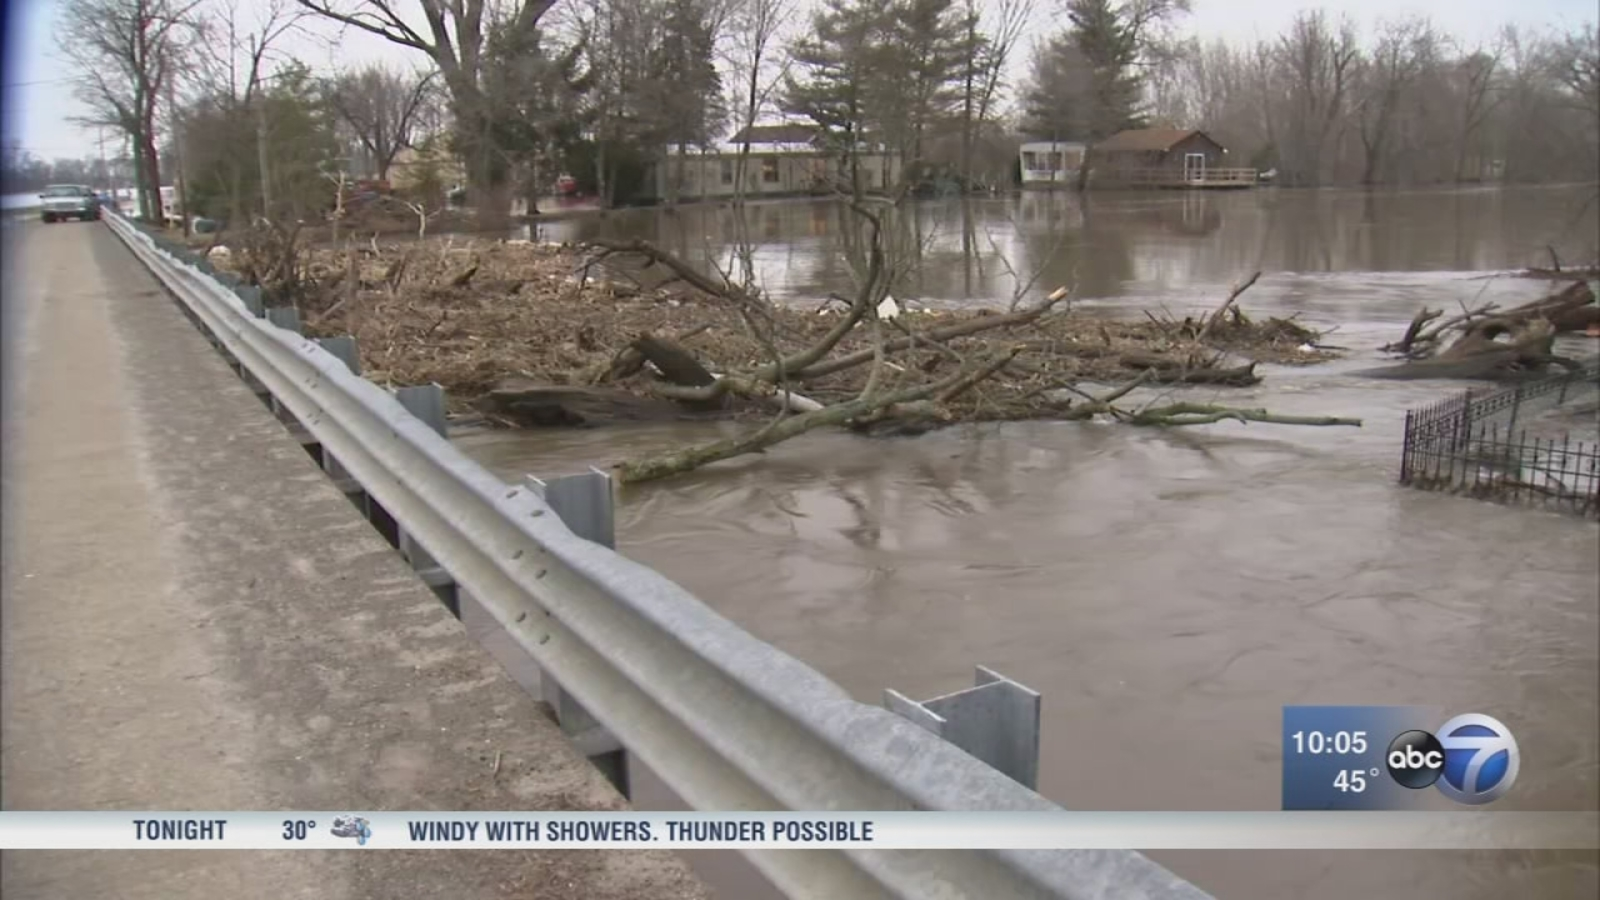 10:05
45°
abc 7
TONIGHT 30° WINDY WITH SHOWERS. THUNDER POSSIBLE